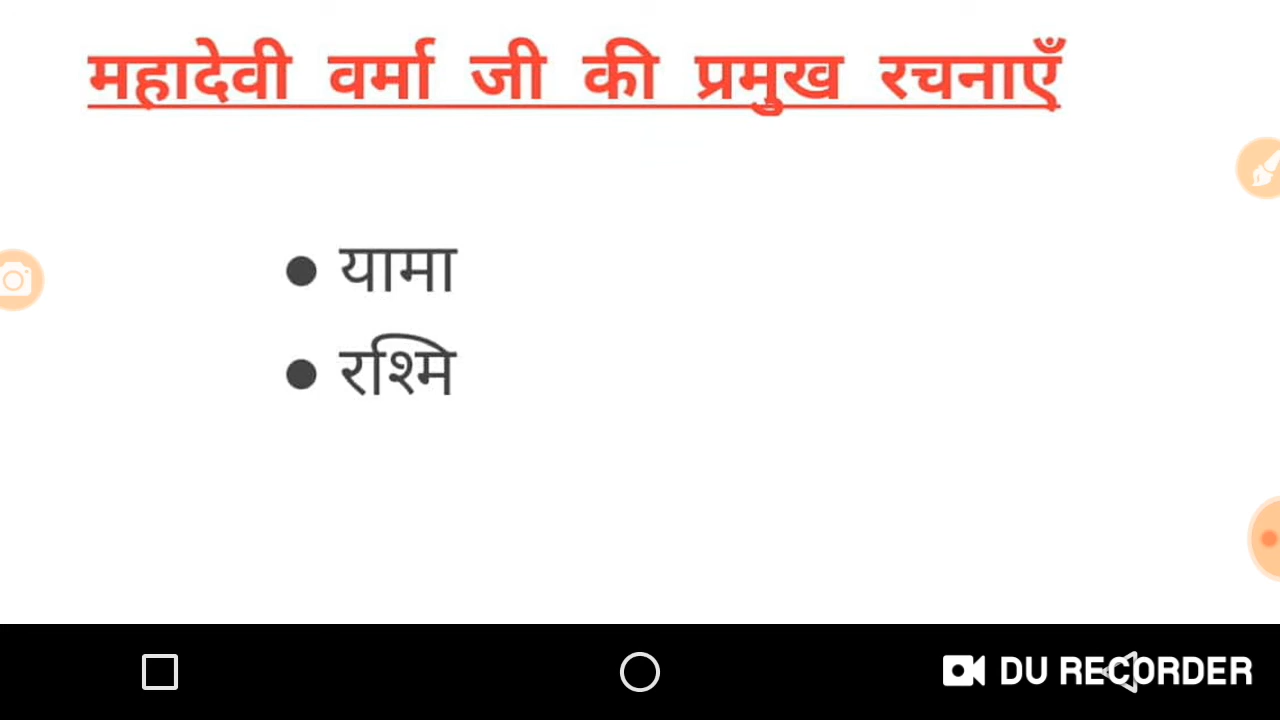 महादेवी वर्मा जी की प्रमुख रचनाएँ
● यामा
● रश्मि
DU RECORDER